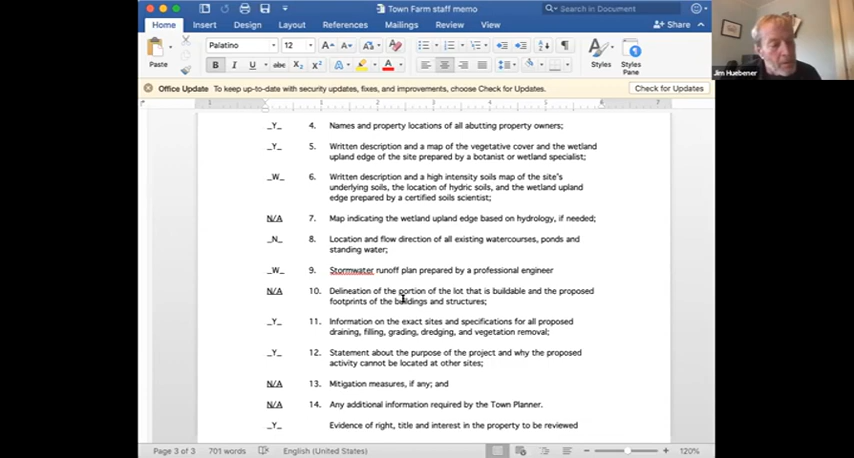 Town Farm staff memo
Search in Document
Home Insert Design Layout References Mailings Review View
Share
Palatino 12
Paste
B I U abc X₂ X²
Styles
Styles Pane
Office Update To keep up-to-date with security updates, fixes, and improvements, choose Check for Updates.
Check for Updates
Jim Huebener
1 1 2 3 4 5 6 7
_Y_ 4. Names and property locations of all abutting property owners;
_Y_ 5. Written description and a map of the vegetative cover and the wetland
upland edge of the site prepared by a botanist or wetland specialist;
_W_ 6. Written description and a high intensity soils map of the site's
underlying soils, the location of hydric soils, and the wetland upland
edge prepared by a certified soils scientist;
N/A 7. Map indicating the wetland upland edge based on hydrology, if needed;
_N_ 8. Location and flow direction of all existing watercourses, ponds and
standing water;
_W_ 9. Stormwater runoff plan prepared by a professional engineer
N/A 10. Delineation of the portion of the lot that is buildable and the proposed
footprints of the buildings and structures;
_Y_ 11. Information on the exact sites and specifications for all proposed
draining, filling, grading, dredging, and vegetation removal;
_Y_ 12. Statement about the purpose of the project and why the proposed
activity cannot be located at other sites;
N/A 13. Mitigation measures, if any; and
N/A 14. Any additional information required by the Town Planner.
_Y_ Evidence of right, title and interest in the property to be reviewed
Page 3 of 3 701 words English (United States) 120%